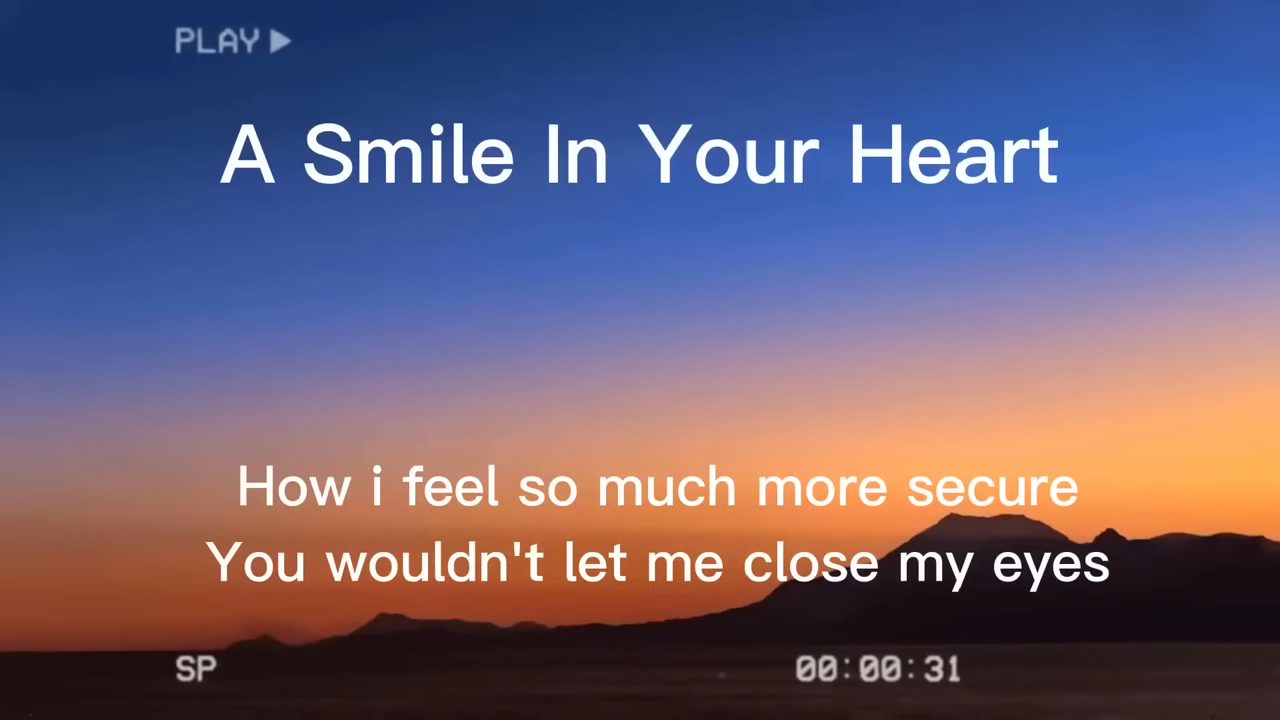 PLAY ▶
A Smile In Your Heart
How i feel so much more secure
You wouldn't let me close my eyes
SP
00:00:31